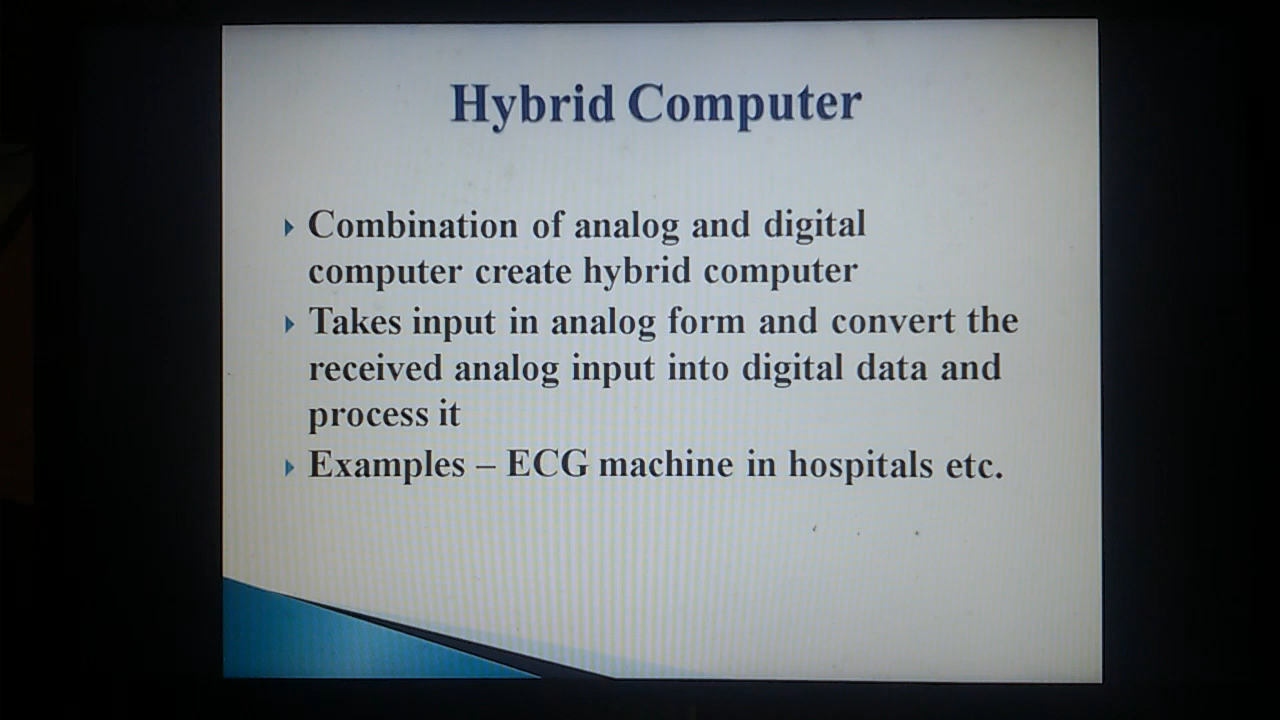 Hybrid Computer
Combination of analog and digital
computer create hybrid computer
Takes input in analog form and convert the
received analog input into digital data and
process it
Examples – ECG machine in hospitals etc.